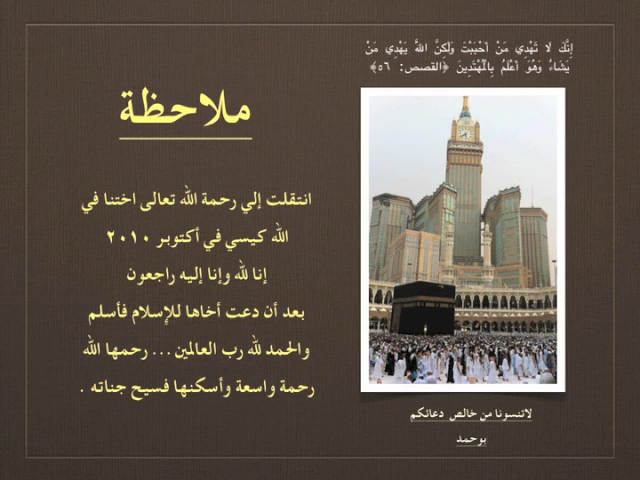 إِنَّكَ لَا تَهْدِي مَنْ أَحْبَبْتَ وَلَكِنَّ اللَّهَ يَهْدِي مَنْ
يَشَاءُ وَهُوَ أَعْلَمُ بِالْمُهْتَدِينَ ﴿القصص: ٥٦﴾
ملاحظة
انتقلت إلي رحمة الله تعالى اختنا في
الله كيسي في أكتوبر ٢٠١٠
إنا لله وإنا إليه راجعون
بعد أن دعت أخاها للإسلام فأسلم
والحمد لله رب العالمين... رحمها الله
رحمة واسعة وأسكنها فسيح جناته .
لاتنسونا من خالص دعائكم
بوحمد